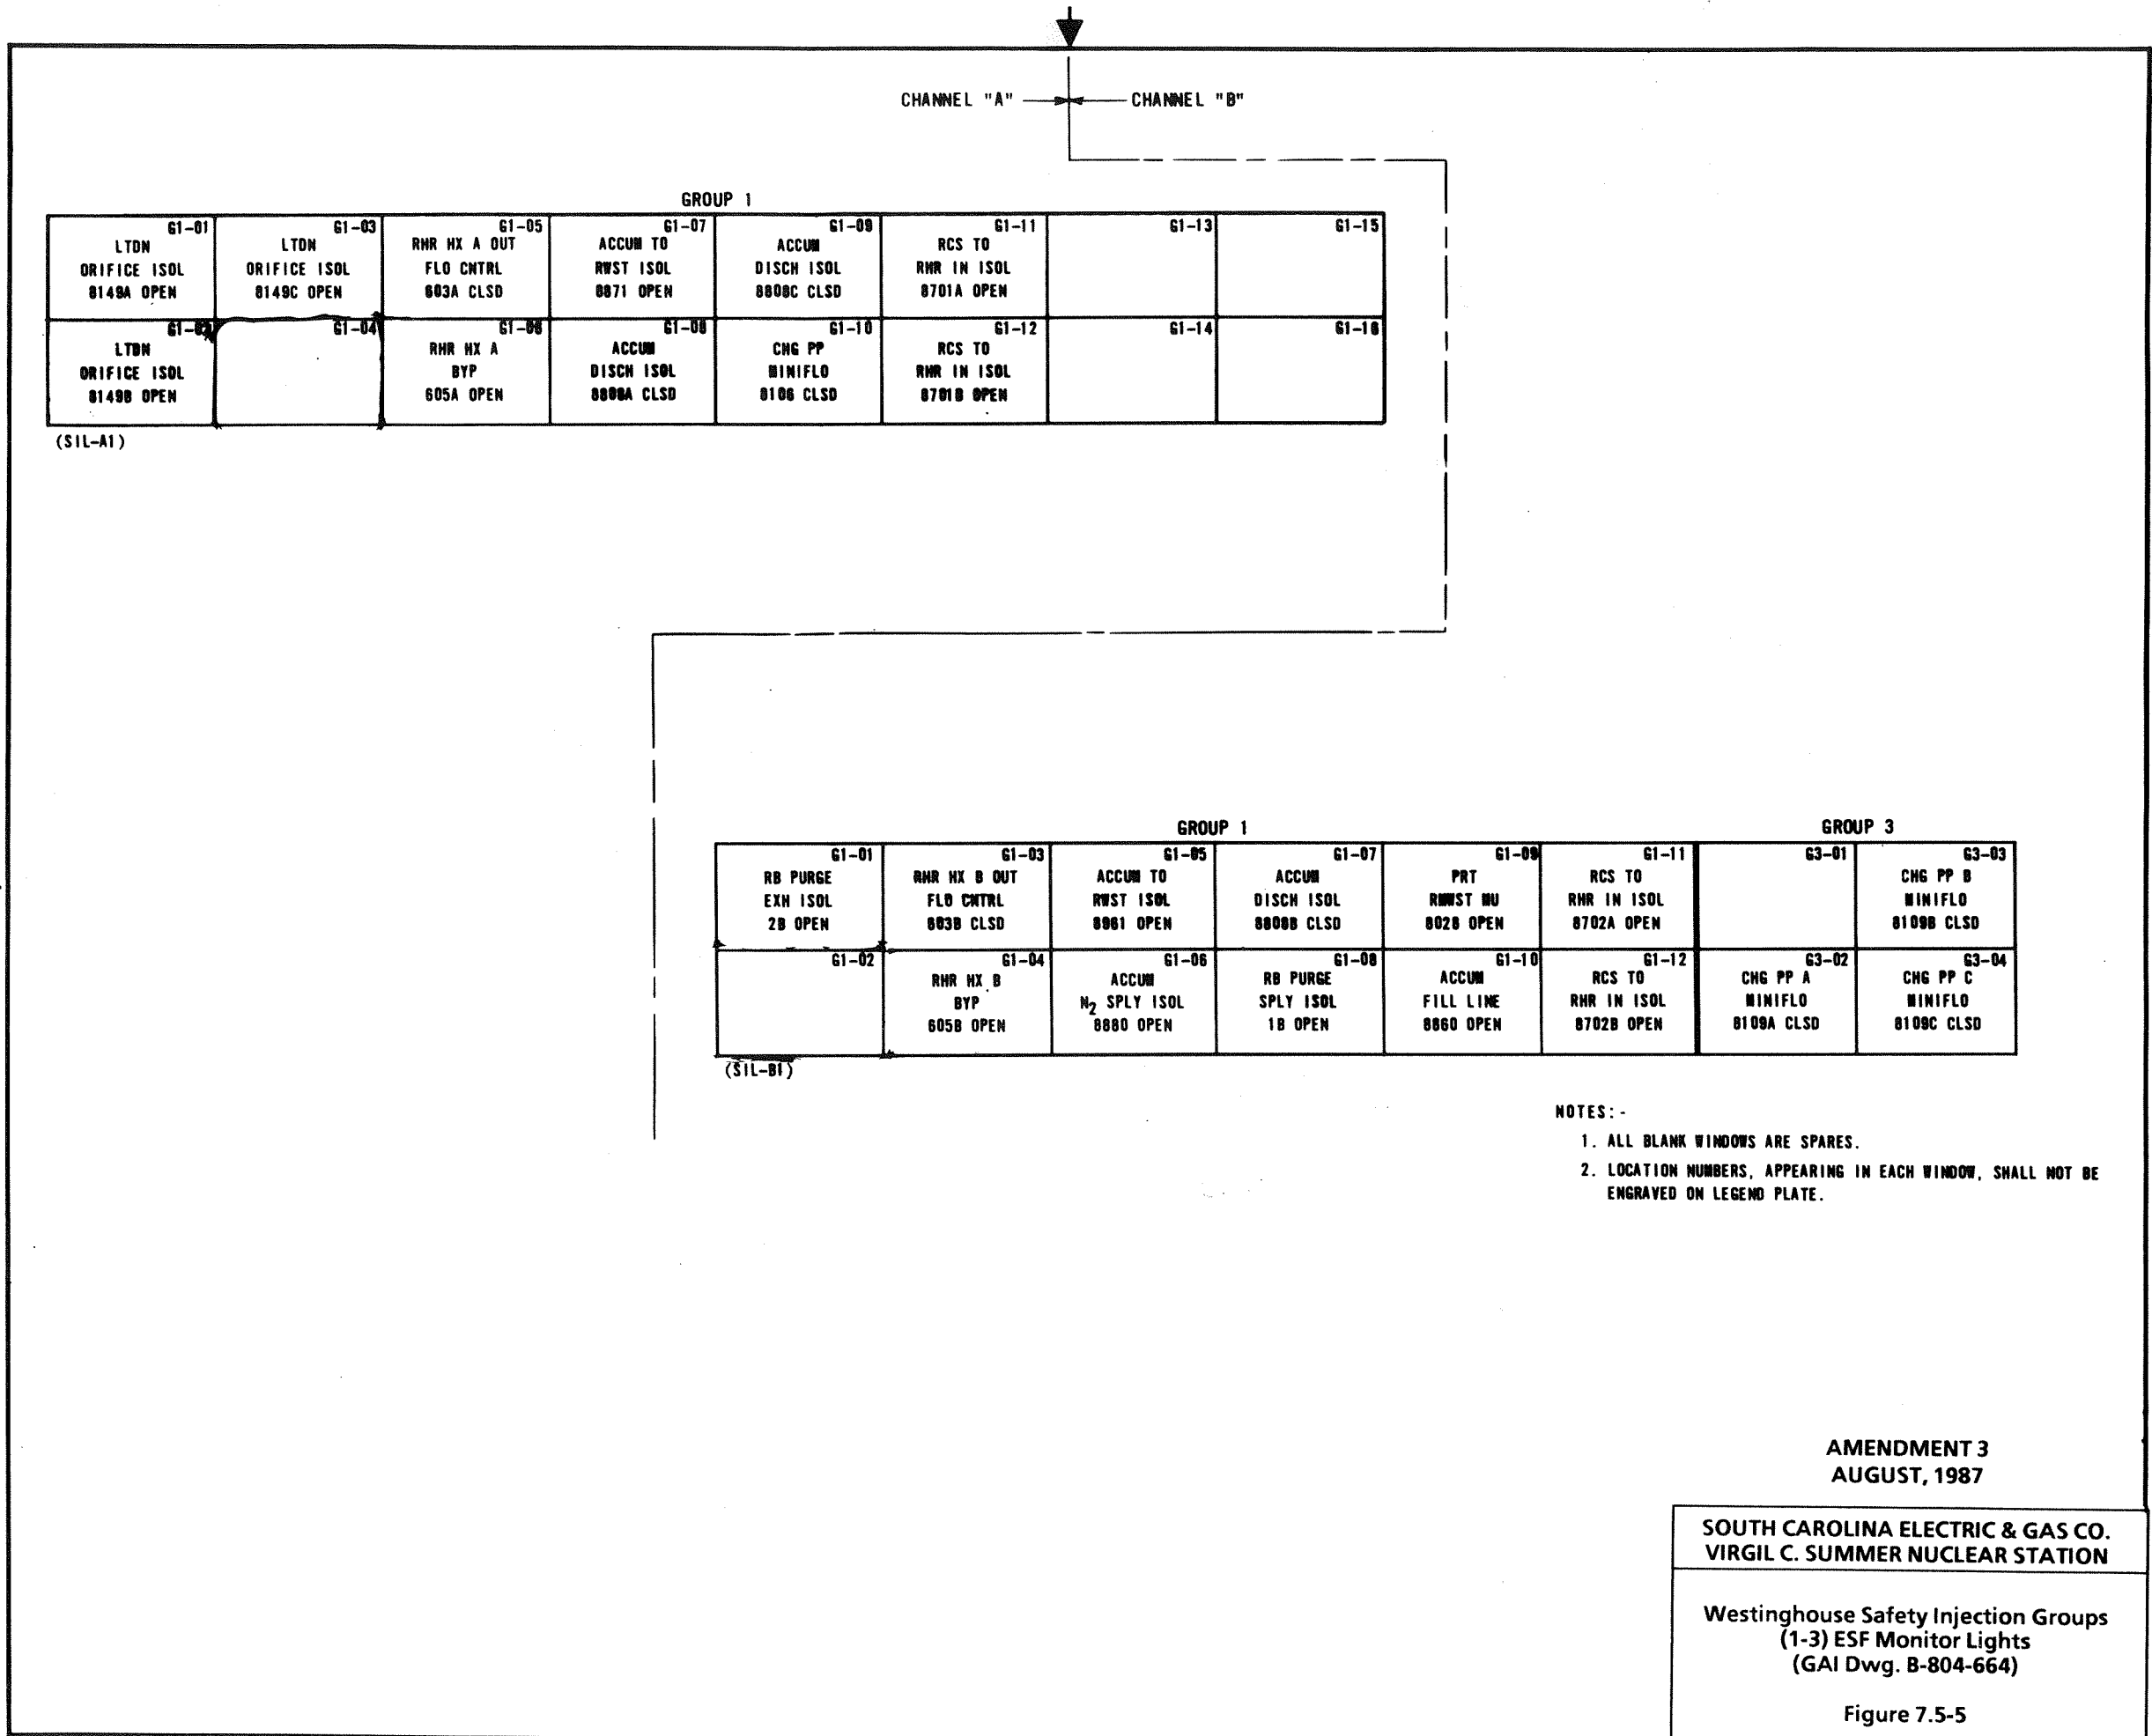 CHANNEL "A"
CHANNEL "B"
GROUP 1
G1-01
LTDN
ORIFICE ISOL
8149A OPEN
G1-03
LTDN
ORIFICE ISOL
8149C OPEN
G1-05
RHR HX A OUT
FLO CNTRL
603A CLSD
G1-07
ACCUM TO
RWST ISOL
8871 OPEN
G1-09
ACCUM
DISCH ISOL
8808C CLSD
G1-11
RCS TO
RHR IN ISOL
8701A OPEN
G1-13
G1-15
G1-02
LTDN
ORIFICE ISOL
8149B OPEN
G1-04
G1-06
RHR HX A
BYP
605A OPEN
G1-08
ACCUM
DISCH ISOL
8808A CLSD
G1-10
CHG PP
MINIFLO
8106 CLSD
G1-12
RCS TO
RHR IN ISOL
8701B OPEN
G1-14
G1-16
(SIL-A1)
GROUP 1
GROUP 3
G1-01
RB PURGE
EXH ISOL
2B OPEN
G1-03
RHR HX B OUT
FLO CNTRL
603B CLSD
G1-05
ACCUM TO
RWST ISOL
8961 OPEN
G1-07
ACCUM
DISCH ISOL
8808B CLSD
G1-09
PRT
RMWST MU
8028 OPEN
G1-11
RCS TO
RHR IN ISOL
8702A OPEN
G3-01
G3-03
CHG PP B
MINIFLO
8109B CLSD
G1-02
G1-04
RHR HX B
BYP
605B OPEN
G1-06
ACCUM
N₂ SPLY ISOL
8880 OPEN
G1-08
RB PURGE
SPLY ISOL
1B OPEN
G1-10
ACCUM
FILL LINE
8860 OPEN
G1-12
RCS TO
RHR IN ISOL
8702B OPEN
G3-02
CHG PP A
MINIFLO
8109A CLSD
G3-04
CHG PP C
MINIFLO
8109C CLSD
(SIL-B1)
NOTES:-
1. ALL BLANK WINDOWS ARE SPARES.
2. LOCATION NUMBERS, APPEARING IN EACH WINDOW, SHALL NOT BE
ENGRAVED ON LEGEND PLATE.
AMENDMENT 3
AUGUST, 1987
SOUTH CAROLINA ELECTRIC & GAS CO.
VIRGIL C. SUMMER NUCLEAR STATION
Westinghouse Safety Injection Groups
(1-3) ESF Monitor Lights
(GAI Dwg. B-804-664)
Figure 7.5-5